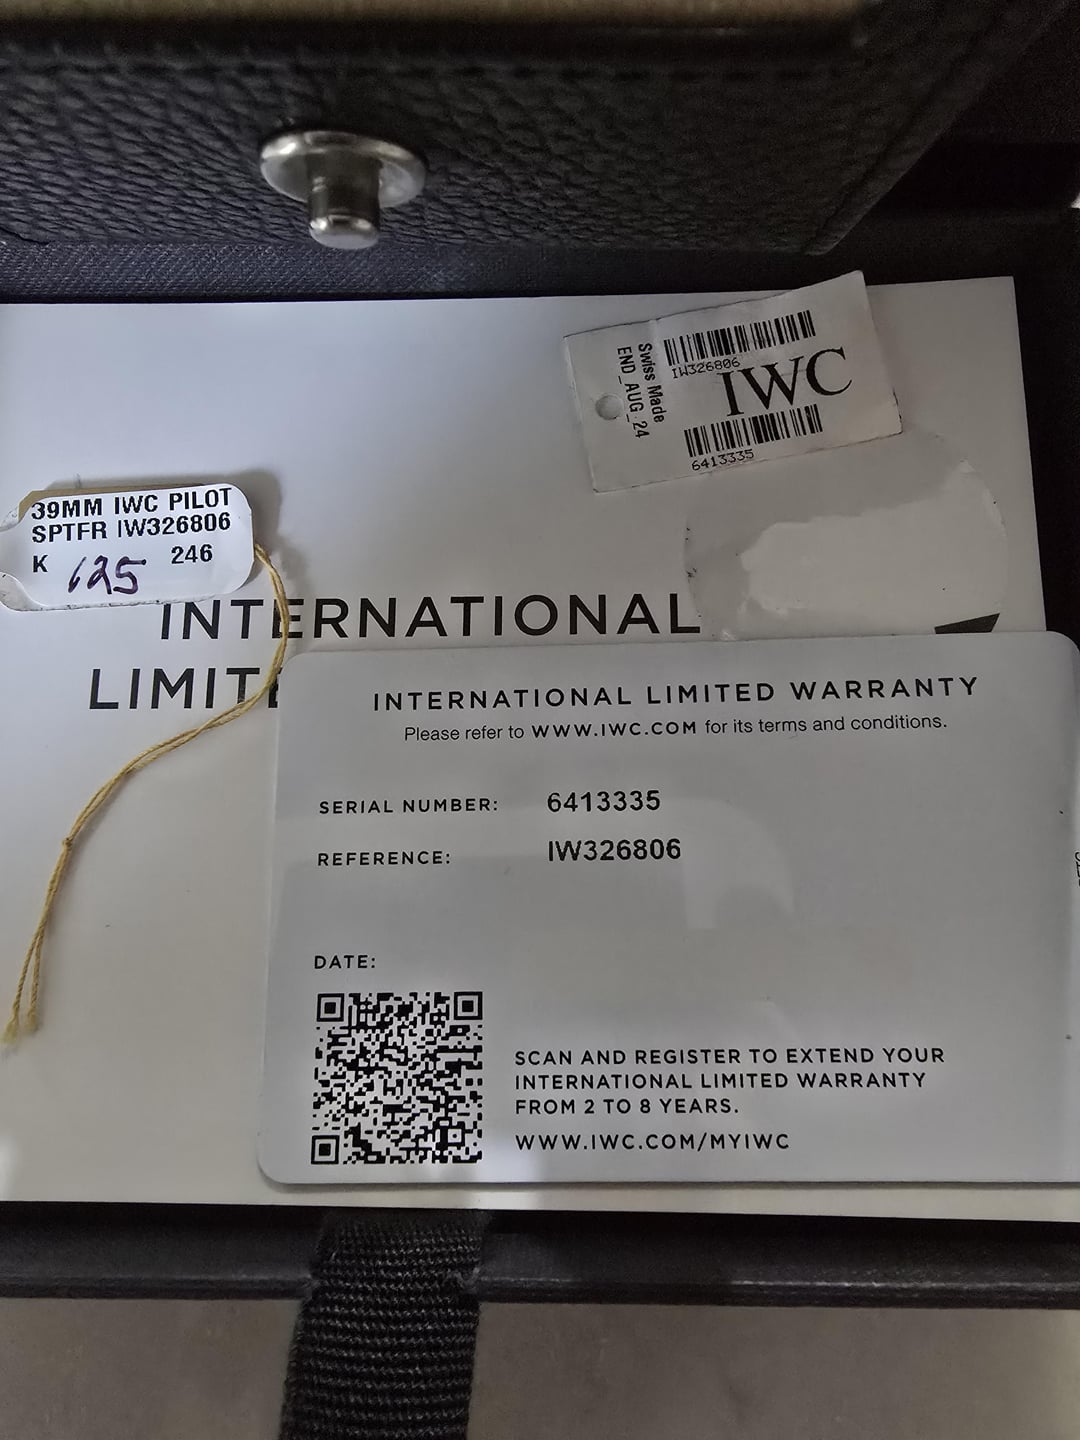 Swiss Made
END_AUG_24
IW326806
IWC
6413335
39MM IWC PILOT
SPTFR IW326806
K 625 246
INTERNATIONAL
LIMITE
INTERNATIONAL LIMITED WARRANTY
Please refer to WWW.IWC.COM for its terms and conditions.
SERIAL NUMBER: 6413335
REFERENCE: IW326806
DATE:
SCAN AND REGISTER TO EXTEND YOUR
INTERNATIONAL LIMITED WARRANTY
FROM 2 TO 8 YEARS.
WWW.IWC.COM/MYIWC